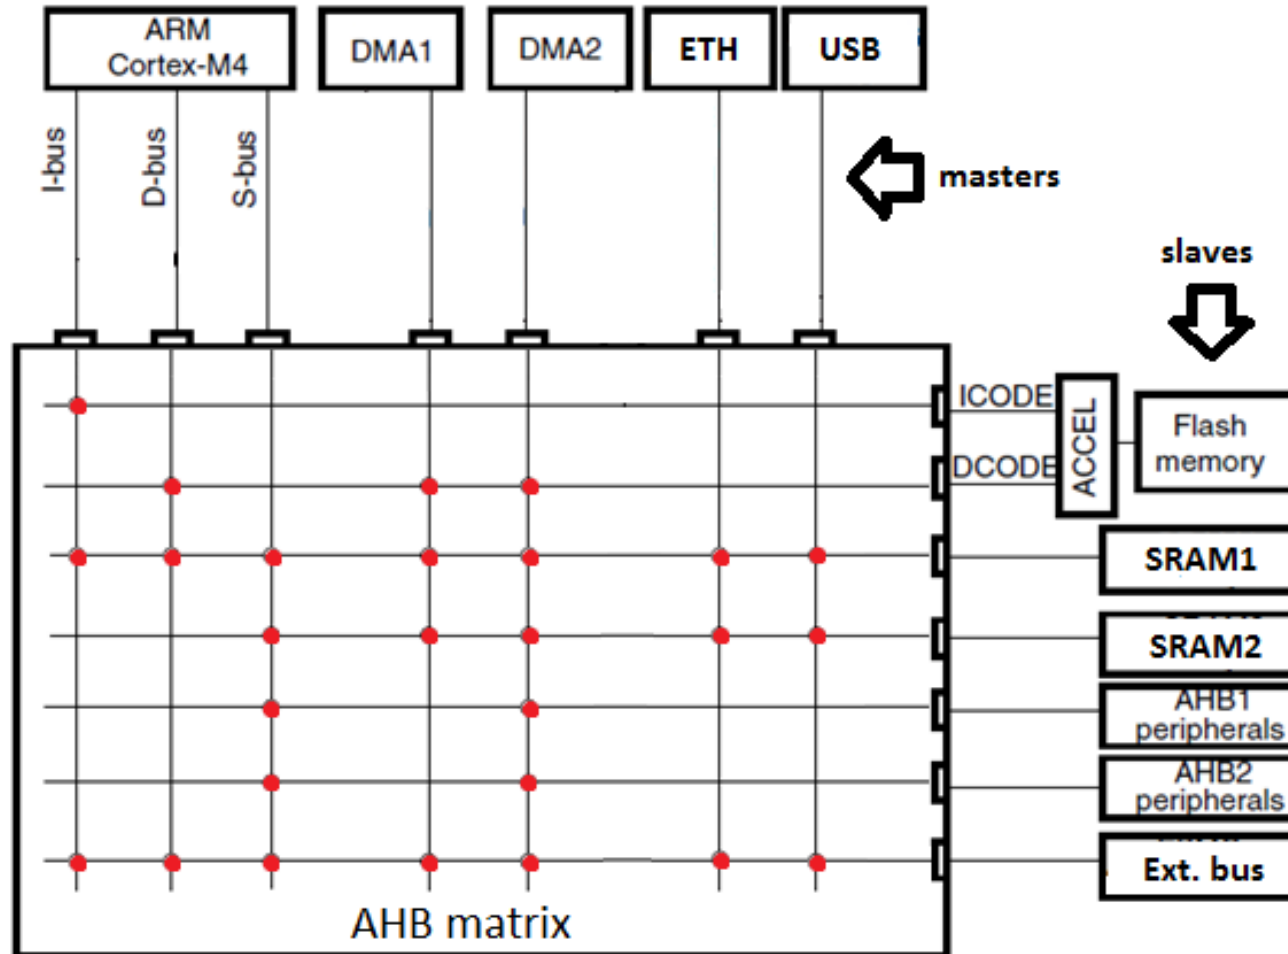 ARM
Cortex-M4
DMA1
DMA2
ETH
USB
I-bus
D-bus
S-bus
masters
slaves
ICODE
DCODE
ACCEL
Flash
memory
SRAM1
SRAM2
AHB1
peripherals
AHB2
peripherals
Ext. bus
AHB matrix